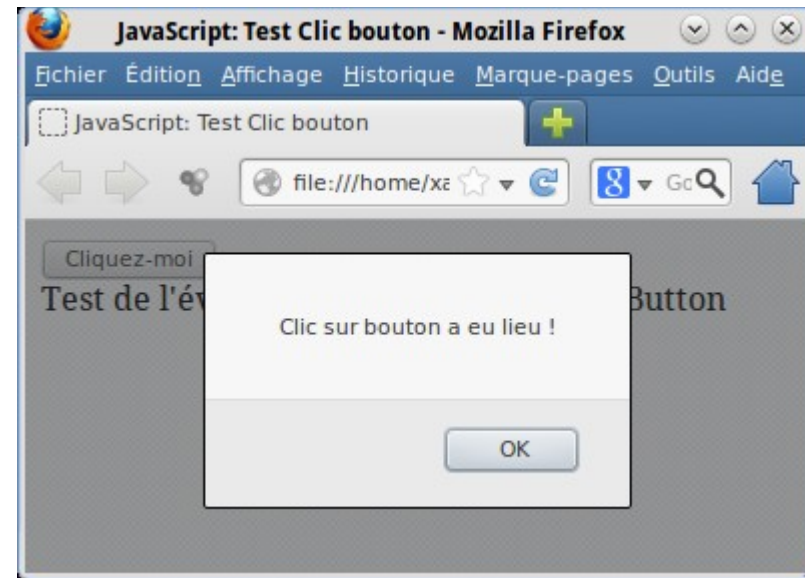 JavaScript: Test Clic bouton - Mozilla Firefox
Fichier Édition Affichage Historique Marque-pages Outils Aide
JavaScript: Test Clic bouton
file:///home/xa
8
Cliquez-moi
Test de l'év Button
Clic sur bouton a eu lieu !
OK